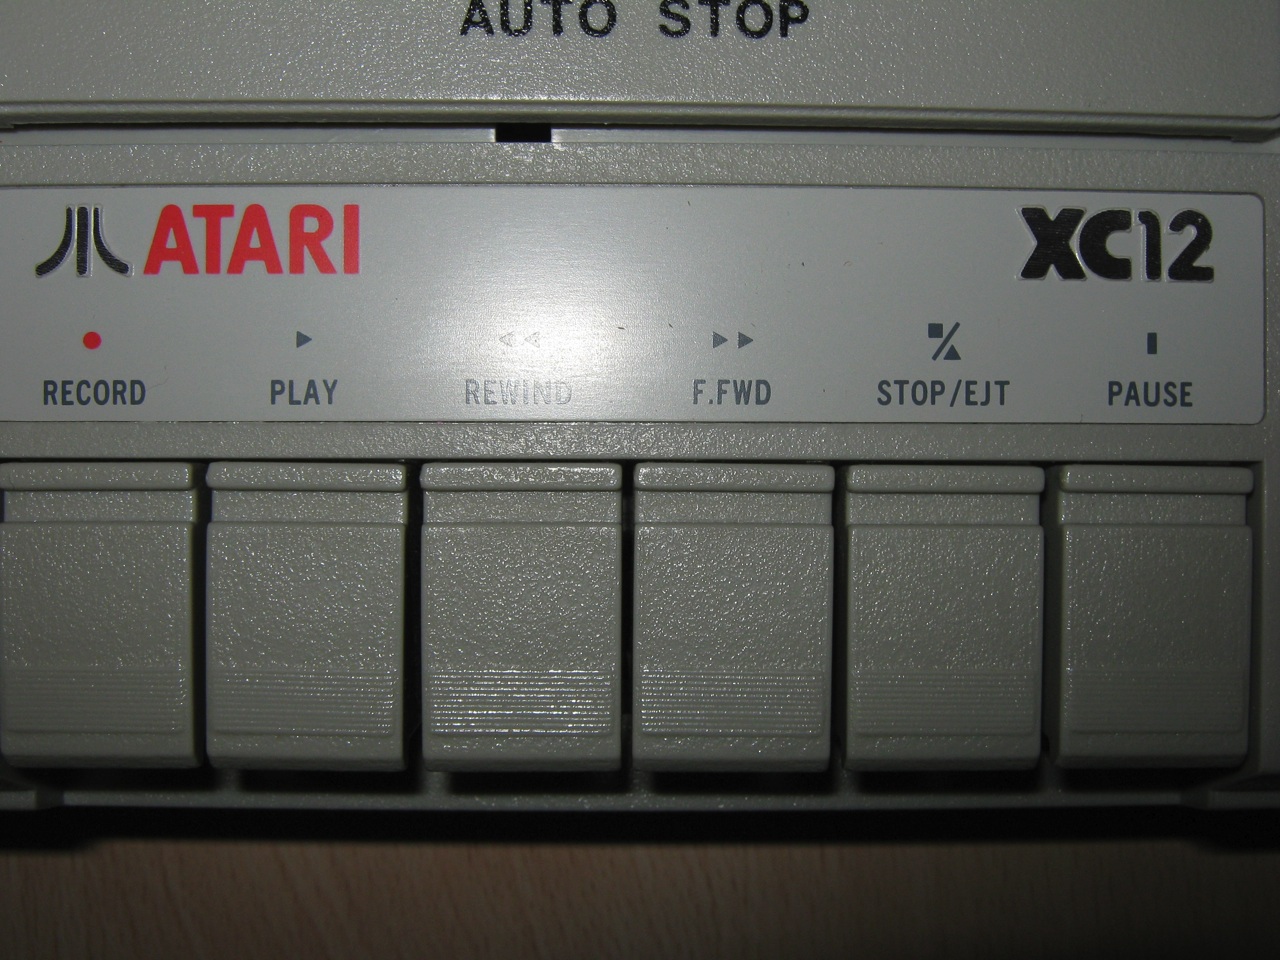 AUTO STOP
ATARI XC12
RECORD PLAY REWIND F.FWD STOP/EJT PAUSE